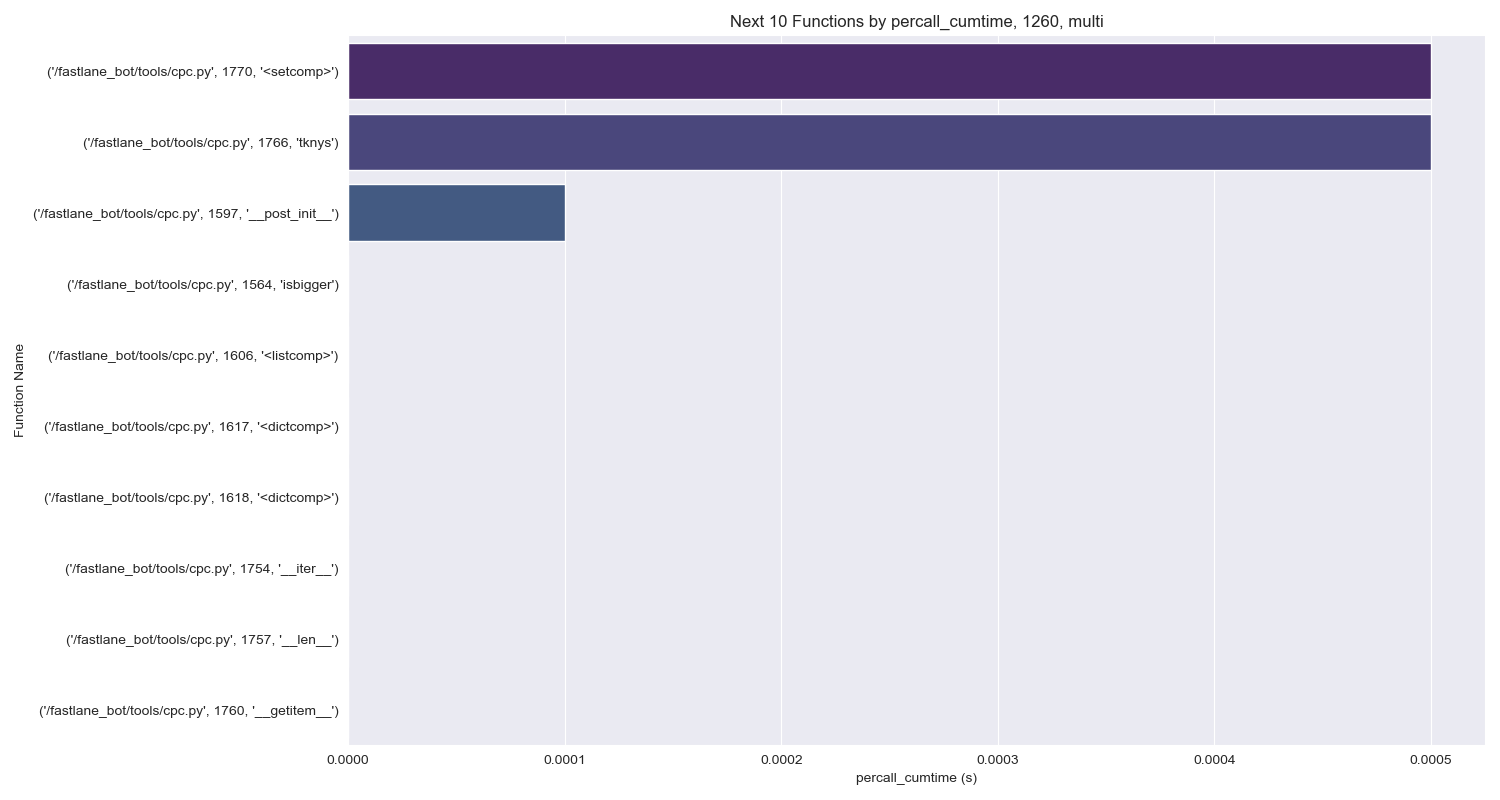 Next 10 Functions by percall_cumtime, 1260, multi
('/fastlane_bot/tools/cpc.py', 1770, '<setcomp>')
('/fastlane_bot/tools/cpc.py', 1766, 'tknys')
('/fastlane_bot/tools/cpc.py', 1597, '__post_init__')
('/fastlane_bot/tools/cpc.py', 1564, 'isbigger')
('/fastlane_bot/tools/cpc.py', 1606, '<listcomp>')
('/fastlane_bot/tools/cpc.py', 1617, '<dictcomp>')
('/fastlane_bot/tools/cpc.py', 1618, '<dictcomp>')
('/fastlane_bot/tools/cpc.py', 1754, '__iter__')
('/fastlane_bot/tools/cpc.py', 1757, '__len__')
('/fastlane_bot/tools/cpc.py', 1760, '__getitem__')
Function Name
0.0000 0.0001 0.0002 0.0003 0.0004 0.0005
percall_cumtime (s)